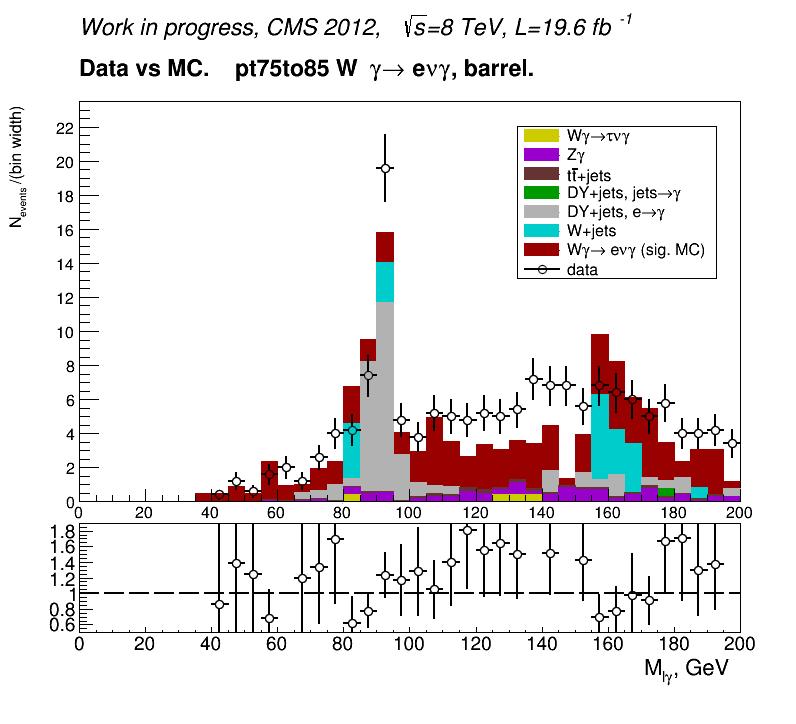 Work in progress, CMS 2012, √s=8 TeV, L=19.6 fb⁻¹
Data vs MC. pt75to85 W γ→ eνγ, barrel.
N_events /(bin width)
22
20
18
16
14
12
10
8
6
4
2
0
Wγ→τνγ
Zγ
tt̄+jets
DY+jets, jets→γ
DY+jets, e→γ
W+jets
Wγ→ eνγ (sig. MC)
data
0 20 40 60 80 100 120 140 160 180 200
1.8
1.6
1.4
1.2
1
0.8
0.6
0 20 40 60 80 100 120 140 160 180 200
M_lγ, GeV